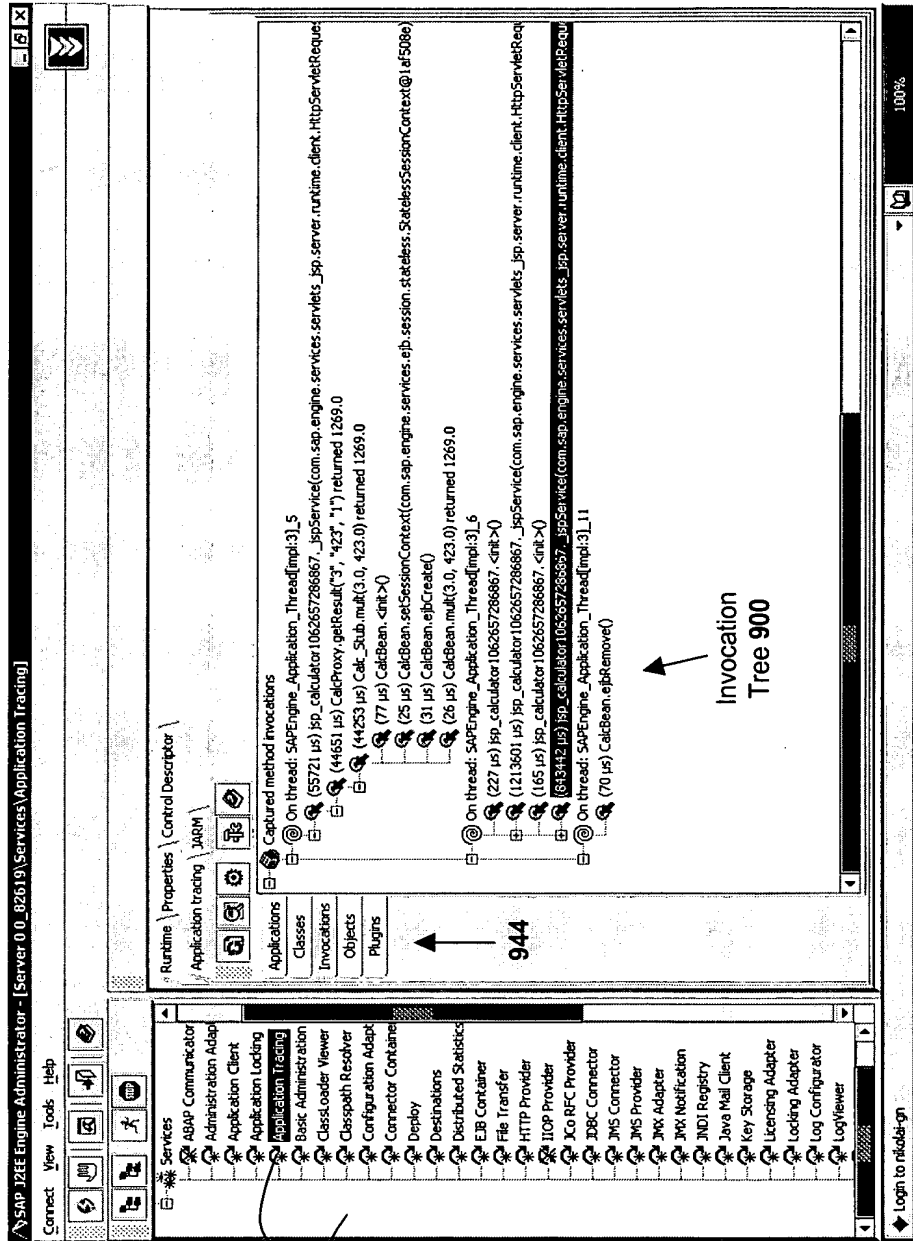 SAP J2EE Engine Administrator - [Server 0 0_82619\Services\Application Tracing]
Connect View Tools Help
Services
ABAP Communicator
Administration Adap
Application Client
Application Locking
Application Tracing
Basic Administration
ClassLoader Viewer
Classpath Resolver
Configuration Adapt
Connector Container
Deploy
Destinations
Distributed Statistics
EJB Container
File Transfer
HTTP Provider
IIOP Provider
JCo RFC Provider
JDBC Connector
JMS Connector
JMS Provider
JMX Adapter
JMX Notification
JNDI Registry
Java Mail Client
Key Storage
Licensing Adapter
Locking Adapter
Log Configurator
LogViewer
Runtime Properties Control Descriptor
Application tracing JARM
Applications
Classes
Invocations
Objects
Plugins
944
Captured method invocations
On thread: SAPEngine_Application_Thread[impl:3]_5
(55721 µs) jsp_calculator1062657286867._jspService(com.sap.engine.services.servlets_jsp.server.runtime.client.HttpServletReque
(44651 µs) CalcProxy.getResult("3", "423", "1") returned 1269.0
(44253 µs) Calc_Stub.mult(3.0, 423.0) returned 1269.0
(77 µs) CalcBean.<init>()
(25 µs) CalcBean.setSessionContext(com.sap.engine.services.ejb.session.stateless.StatelessSessionContext@1af508e)
(31 µs) CalcBean.ejbCreate()
(26 µs) CalcBean.mult(3.0, 423.0) returned 1269.0
On thread: SAPEngine_Application_Thread[impl:3]_6
(227 µs) jsp_calculator1062657286867.<init>()
(1213601 µs) jsp_calculator1062657286867._jspService(com.sap.engine.services.servlets_jsp.server.runtime.client.HttpServletReq
(165 µs) jsp_calculator1062657286867.<init>()
(843442 µs) jsp_calculator1062657286867._jspService(com.sap.engine.services.servlets_jsp.server.runtime.client.HttpServletRequ
On thread: SAPEngine_Application_Thread[impl:3]_11
(70 µs) CalcBean.ejbRemove()
Invocation
Tree 900
Login to nikolai-gn
100%